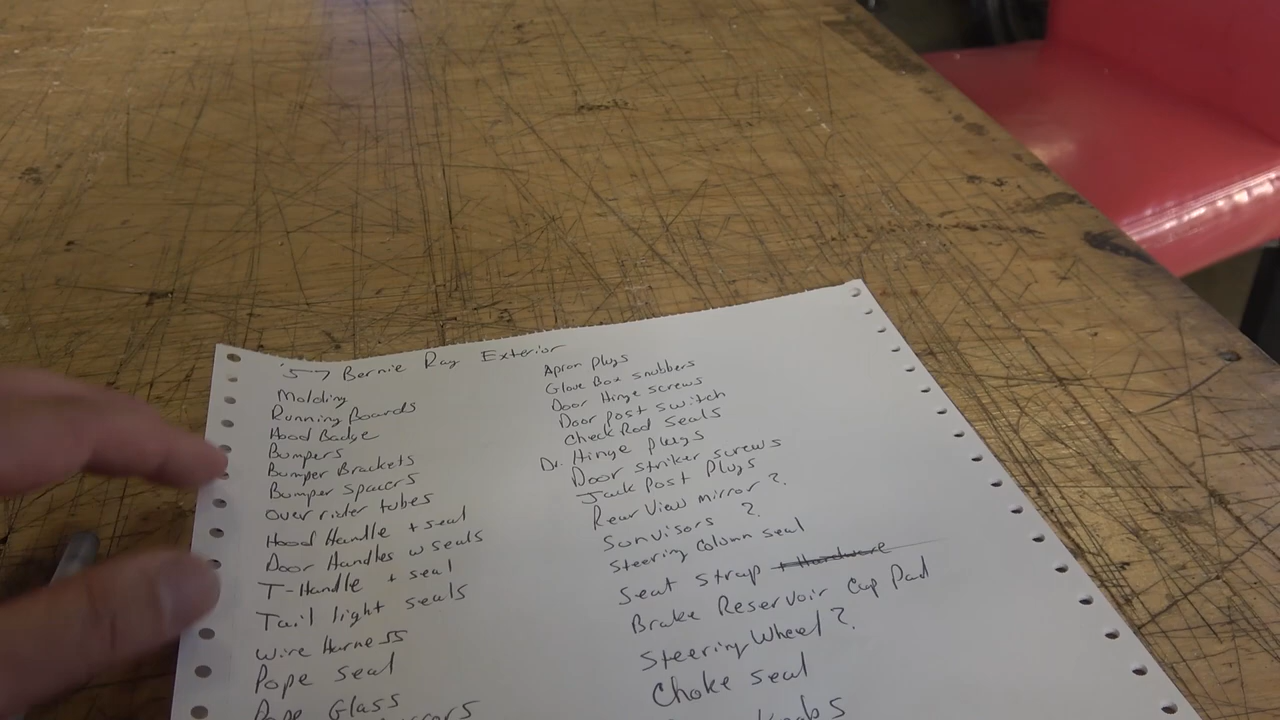 '57 Bernie Ray Exterior
Molding
Running Boards
Hood Badge
Bumpers
Bumper Brackets
Bumper Spacers
Over rider tubes
Hood Handle + seal
Door Handles w seals
T-Handle + seal
Tail light seals
Wire Harness
Pope seal
Pope Glass
Apron Plugs
Glove Box snubbers
Door Hinge screws
Door Post switch
Check Rod Seals
Dr. Hinge plugs
Door striker screws
Jack Post Plugs
Rear View mirror ?
Sunvisors ?
Steering Column seal
Seat strap + Hardware
Brake Reservoir Cap Pad
Steering Wheel ?
Choke seal
Knobs